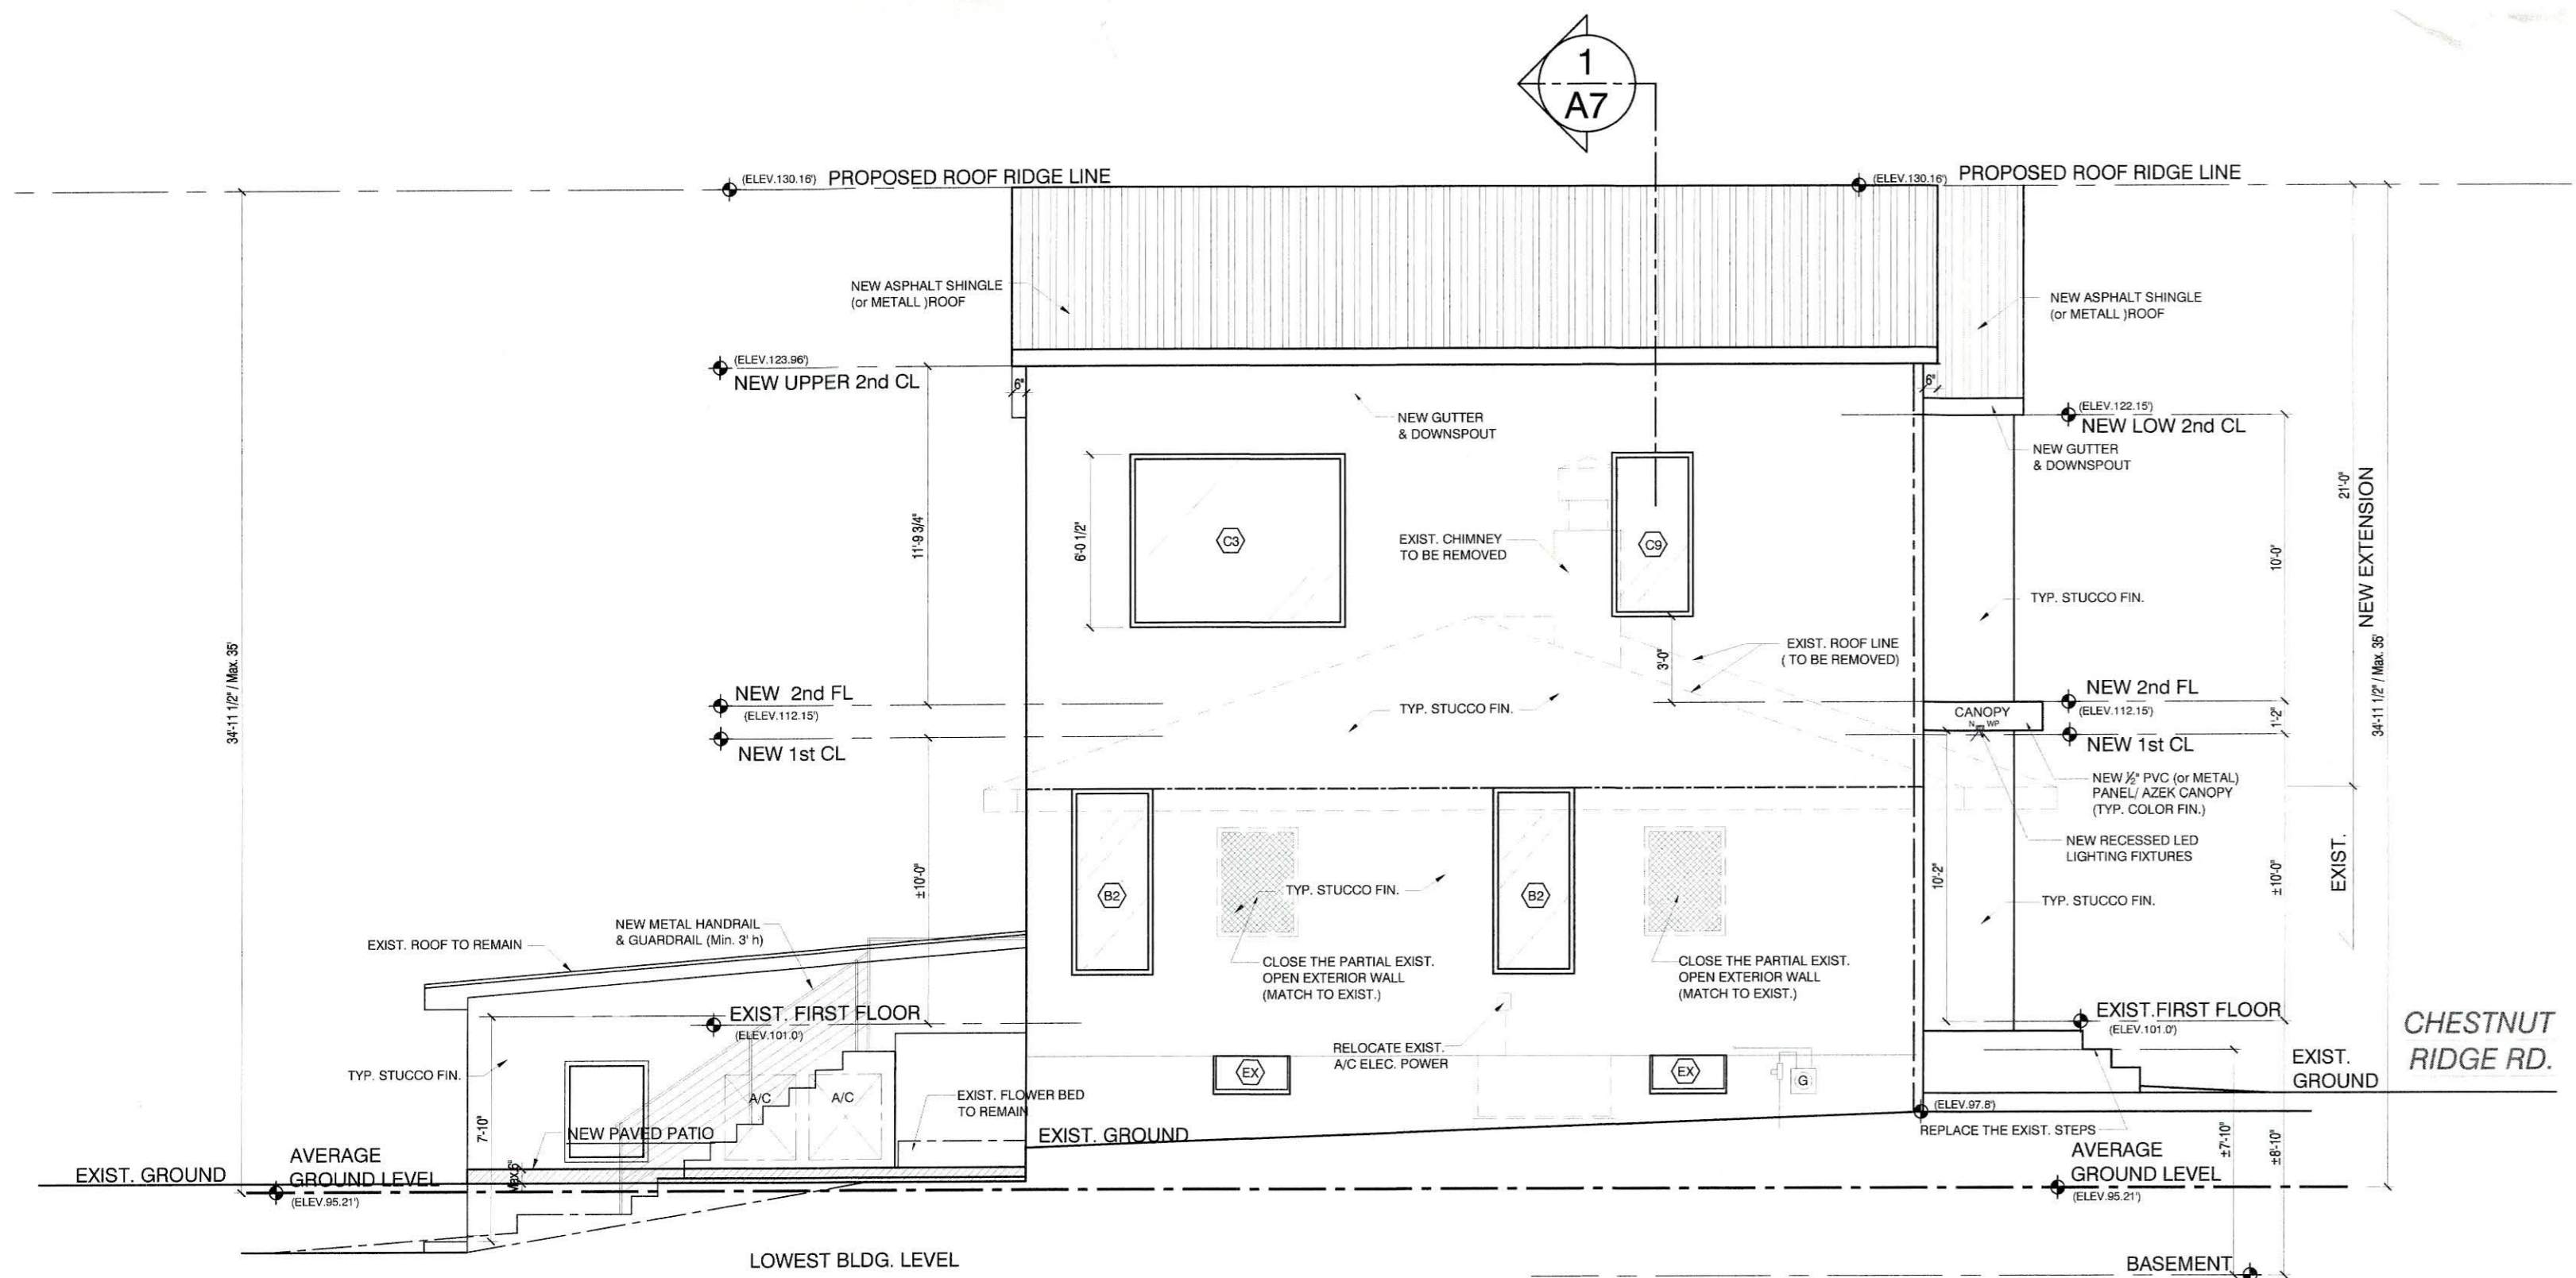 1
A7
(ELEV.130.16') PROPOSED ROOF RIDGE LINE
(ELEV.130.16') PROPOSED ROOF RIDGE LINE
NEW ASPHALT SHINGLE
(or METALL )ROOF
NEW ASPHALT SHINGLE
(or METALL )ROOF
(ELEV.123.96')
NEW UPPER 2nd CL
6"
6"
NEW GUTTER
& DOWNSPOUT
(ELEV.122.15')
NEW LOW 2nd CL
NEW GUTTER
& DOWNSPOUT
21'-0"
NEW EXTENSION
11'-9 3/4"
6'-0 1/2"
C3
EXIST. CHIMNEY
TO BE REMOVED
C9
10'-0"
TYP. STUCCO FIN.
34'-11 1/2" / Max. 35'
34'-11 1/2" / Max. 35'
EXIST. ROOF LINE
( TO BE REMOVED)
3'-0"
NEW 2nd FL
(ELEV.112.15')
NEW 1st CL
TYP. STUCCO FIN.
NEW 2nd FL
(ELEV.112.15')
CANOPY
N WP
1'-2"
NEW 1st CL
NEW ½" PVC (or METAL)
PANEL/ AZEK CANOPY
(TYP. COLOR FIN.)
NEW RECESSED LED
LIGHTING FIXTURES
EXIST.
±10'-0"
10'-2"
±10'-0"
B2
TYP. STUCCO FIN.
B2
TYP. STUCCO FIN.
NEW METAL HANDRAIL
& GUARDRAIL (Min. 3' h)
EXIST. ROOF TO REMAIN
CLOSE THE PARTIAL EXIST.
OPEN EXTERIOR WALL
(MATCH TO EXIST.)
CLOSE THE PARTIAL EXIST.
OPEN EXTERIOR WALL
(MATCH TO EXIST.)
EXIST. FIRST FLOOR
(ELEV.101.0')
EXIST.FIRST FLOOR
(ELEV.101.0')
CHESTNUT
RIDGE RD.
RELOCATE EXIST.
A/C ELEC. POWER
EX
EX
G
EXIST.
GROUND
TYP. STUCCO FIN.
A/C
A/C
EXIST. FLOWER BED
TO REMAIN
(ELEV.97.8')
7'-10"
NEW PAVED PATIO
EXIST. GROUND
REPLACE THE EXIST. STEPS
±7'-10"
±8'-10"
EXIST. GROUND
AVERAGE
GROUND LEVEL
(ELEV.95.21')
Max.6"
AVERAGE
GROUND LEVEL
(ELEV.95.21')
LOWEST BLDG. LEVEL
BASEMENT